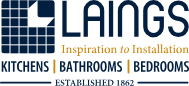 LAINGS
Inspiration to Installation
KITCHENS | BATHROOMS | BEDROOMS
ESTABLISHED 1862